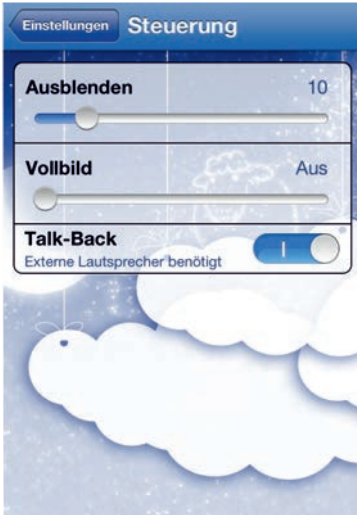 Einstellungen
Steuerung
Ausblenden 10
Vollbild Aus
Talk-Back
Externe Lautsprecher benötigt